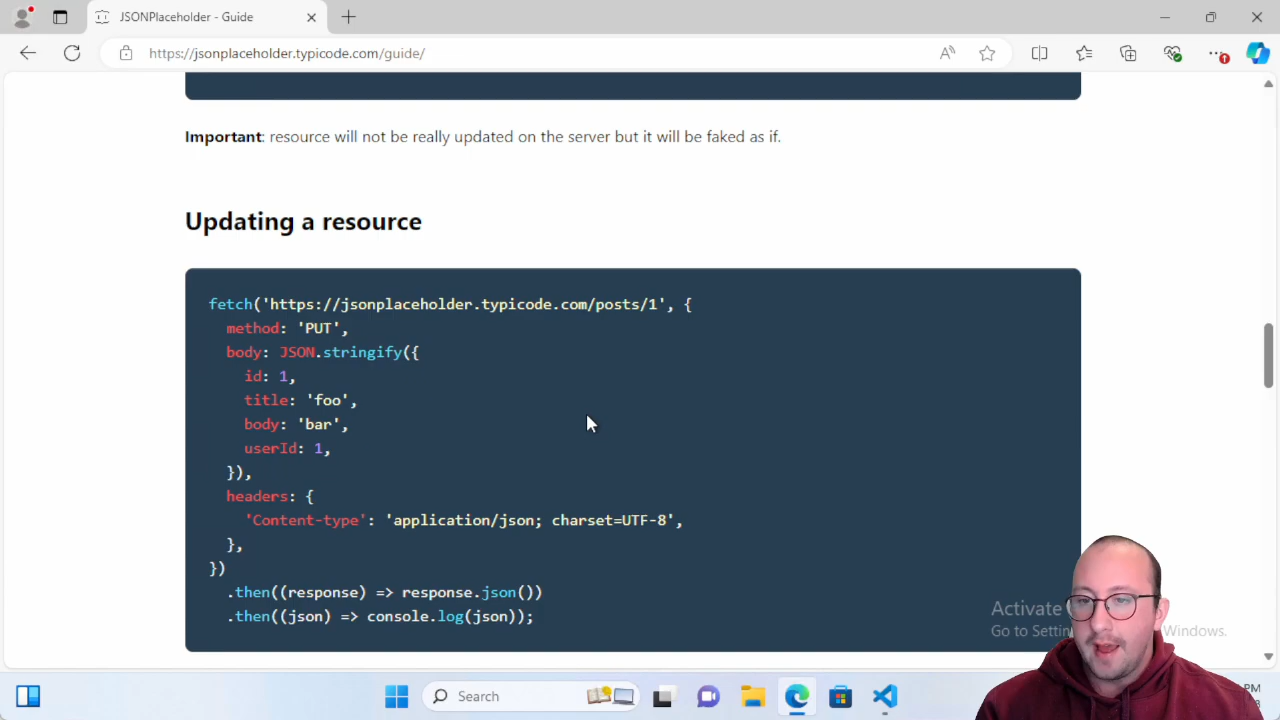 JSONPlaceholder - Guide
https://jsonplaceholder.typicode.com/guide/
Important: resource will not be really updated on the server but it will be faked as if.
Updating a resource
fetch('https://jsonplaceholder.typicode.com/posts/1', {
method: 'PUT',
body: JSON.stringify({
id: 1,
title: 'foo',
body: 'bar',
userId: 1,
}),
headers: {
'Content-type': 'application/json; charset=UTF-8',
},
})
.then((response) => response.json())
.then((json) => console.log(json));
Activate
Go to Windows.
Search
PM